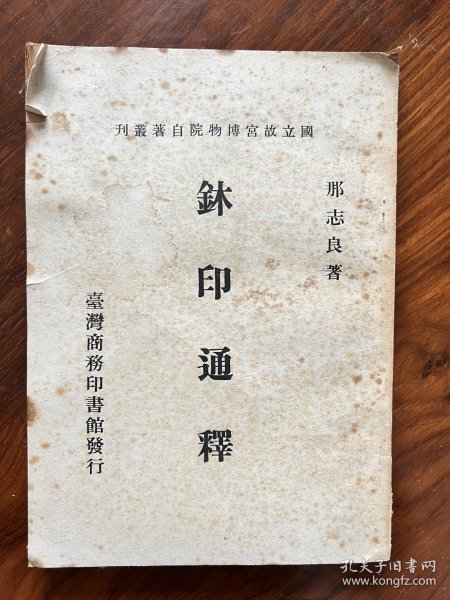 國立故宮博物院自著叢刊
那志良著
鉥印通釋
臺灣商務印書館發行
孔夫子旧书网
www.kongfz.com